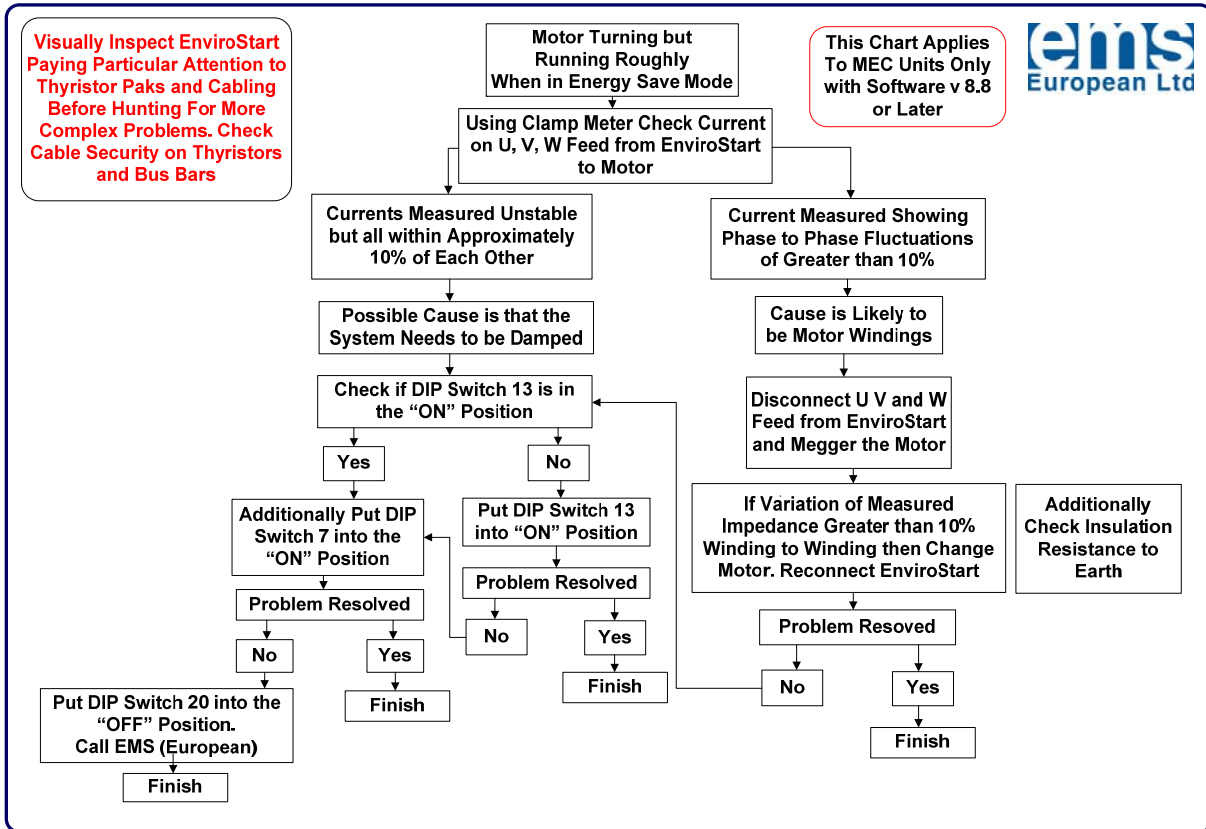 Visually Inspect EnviroStart
Paying Particular Attention to
Thyristor Paks and Cabling
Before Hunting For More
Complex Problems. Check
Cable Security on Thyristors
and Bus Bars
Motor Turning but
Running Roughly
When in Energy Save Mode
This Chart Applies
To MEC Units Only
with Software v 8.8
or Later
ems
European Ltd
Using Clamp Meter Check Current
on U, V, W Feed from EnviroStart
to Motor
Currents Measured Unstable
but all within Approximately
10% of Each Other
Current Measured Showing
Phase to Phase Fluctuations
of Greater than 10%
Possible Cause is that the
System Needs to be Damped
Cause is Likely to
be Motor Windings
Check if DIP Switch 13 is in
the “ON” Position
Disconnect U V and W
Feed from EnviroStart
and Megger the Motor
Yes
No
Additionally Put DIP
Switch 7 into the
“ON” Position
Put DIP Switch 13
into “ON” Position
If Variation of Measured
Impedance Greater than 10%
Winding to Winding then Change
Motor. Reconnect EnviroStart
Additionally
Check Insulation
Resistance to
Earth
Problem Resolved
Problem Resolved
Problem Resoved
No
Yes
No
Yes
No
Yes
Put DIP Switch 20 into the
“OFF” Position.
Call EMS (European)
Finish
Finish
Finish
Finish